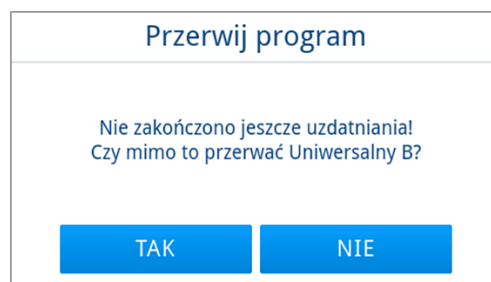 Przerwij program
Nie zakończono jeszcze uzdatniania!
Czy mimo to przerwać Uniwersalny B?
TAK
NIE